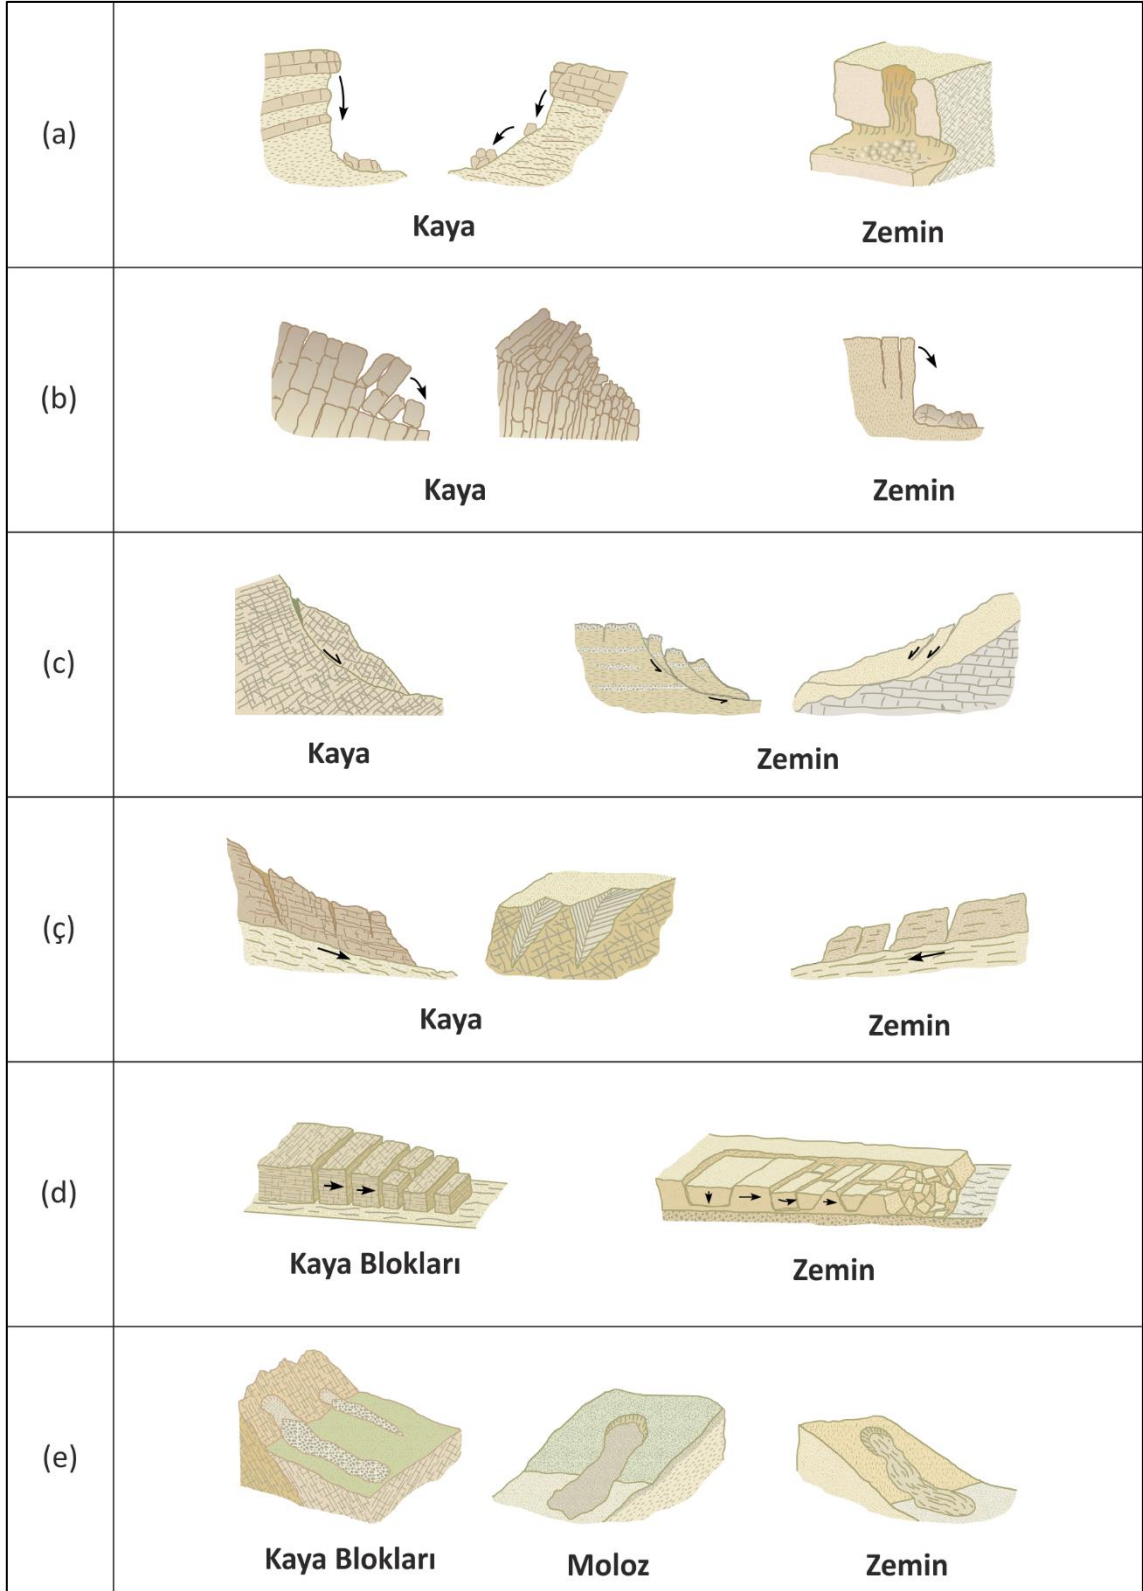 (a)
Kaya
Zemin
(b)
Kaya
Zemin
(c)
Kaya
Zemin
(ç)
Kaya
Zemin
(d)
Kaya Blokları
Zemin
(e)
Kaya Blokları
Moloz
Zemin